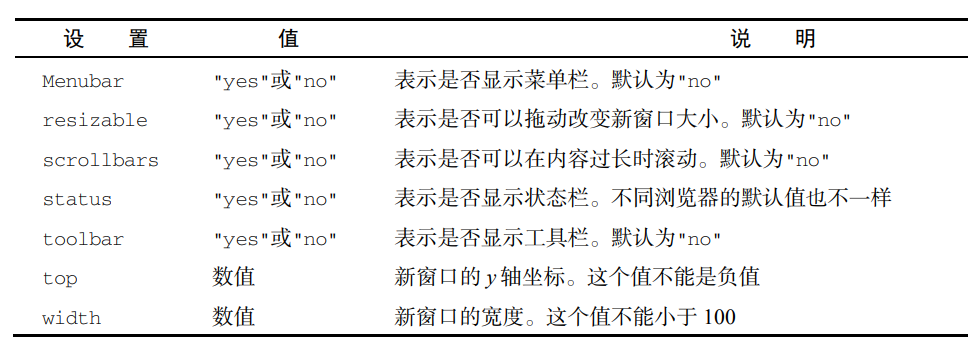 设 置 值 说 明
Menubar "yes"或"no" 表示是否显示菜单栏。默认为"no"
resizable "yes"或"no" 表示是否可以拖动改变新窗口大小。默认为"no"
scrollbars "yes"或"no" 表示是否可以在内容过长时滚动。默认为"no"
status "yes"或"no" 表示是否显示状态栏。不同浏览器的默认值也不一样
toolbar "yes"或"no" 表示是否显示工具栏。默认为"no"
top 数值 新窗口的 y 轴坐标。这个值不能是负值
width 数值 新窗口的宽度。这个值不能小于 100